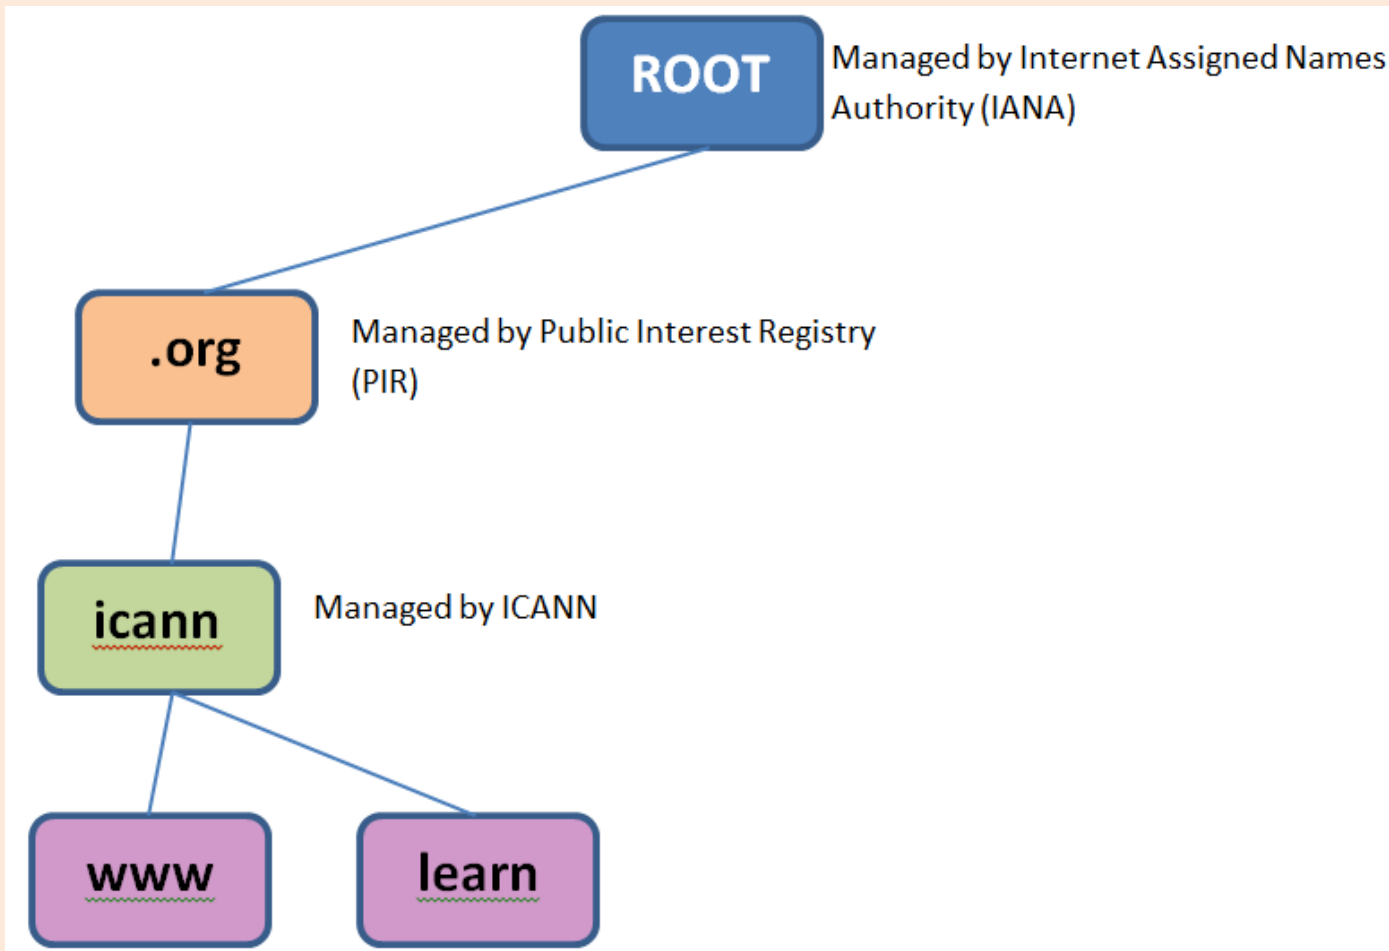 ROOT
Managed by Internet Assigned Names
Authority (IANA)
.org
Managed by Public Interest Registry
(PIR)
icann
Managed by ICANN
www
learn